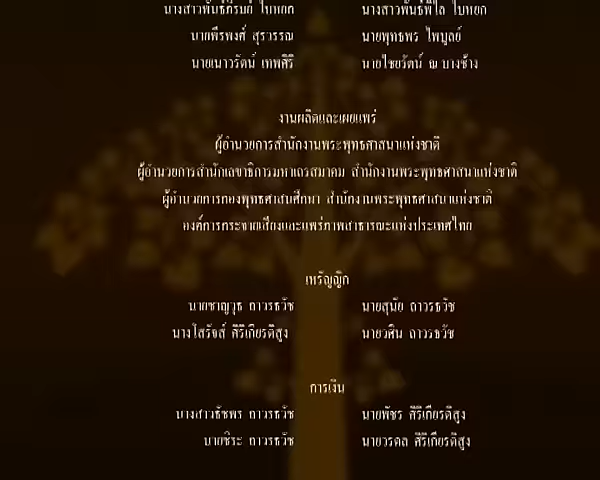 นางสาวพันธ์ทิรมย์ ใบหยก นางสาวพันธ์พิไล ใบหยก
นายพีรพงศ์ สุรวรรณ นายพุทธพร ไพบูลย์
นายเนาวรัตน์ เทพศิริ นายไชยรัตน์ ณ บางช้าง
งานผลิตและเผยแพร่
ผู้อำนวยการสำนักงานพระพุทธศาสนาแห่งชาติ
ผู้อำนวยการสำนักเลขาธิการมหาเถรสมาคม สำนักงานพระพุทธศาสนาแห่งชาติ
ผู้อำนวยการกองพุทธศาสนศึกษา สำนักงานพระพุทธศาสนาแห่งชาติ
องค์การกระจายเสียงและแพร่ภาพสาธารณะแห่งประเทศไทย
เหรัญญิก
นายชาญวุธ ถาวรธวัช นายสุนัย ถาวรธวัช
นางไสรัจส์ ศิริเกียรติสูง นายวศิน ถาวรธวัช
การเงิน
นางสาวธัชพร ถาวรธวัช นายพัชร ศิริเกียรติสูง
นายชิระ ถาวรธวัช นายวรดล ศิริเกียรติสูง